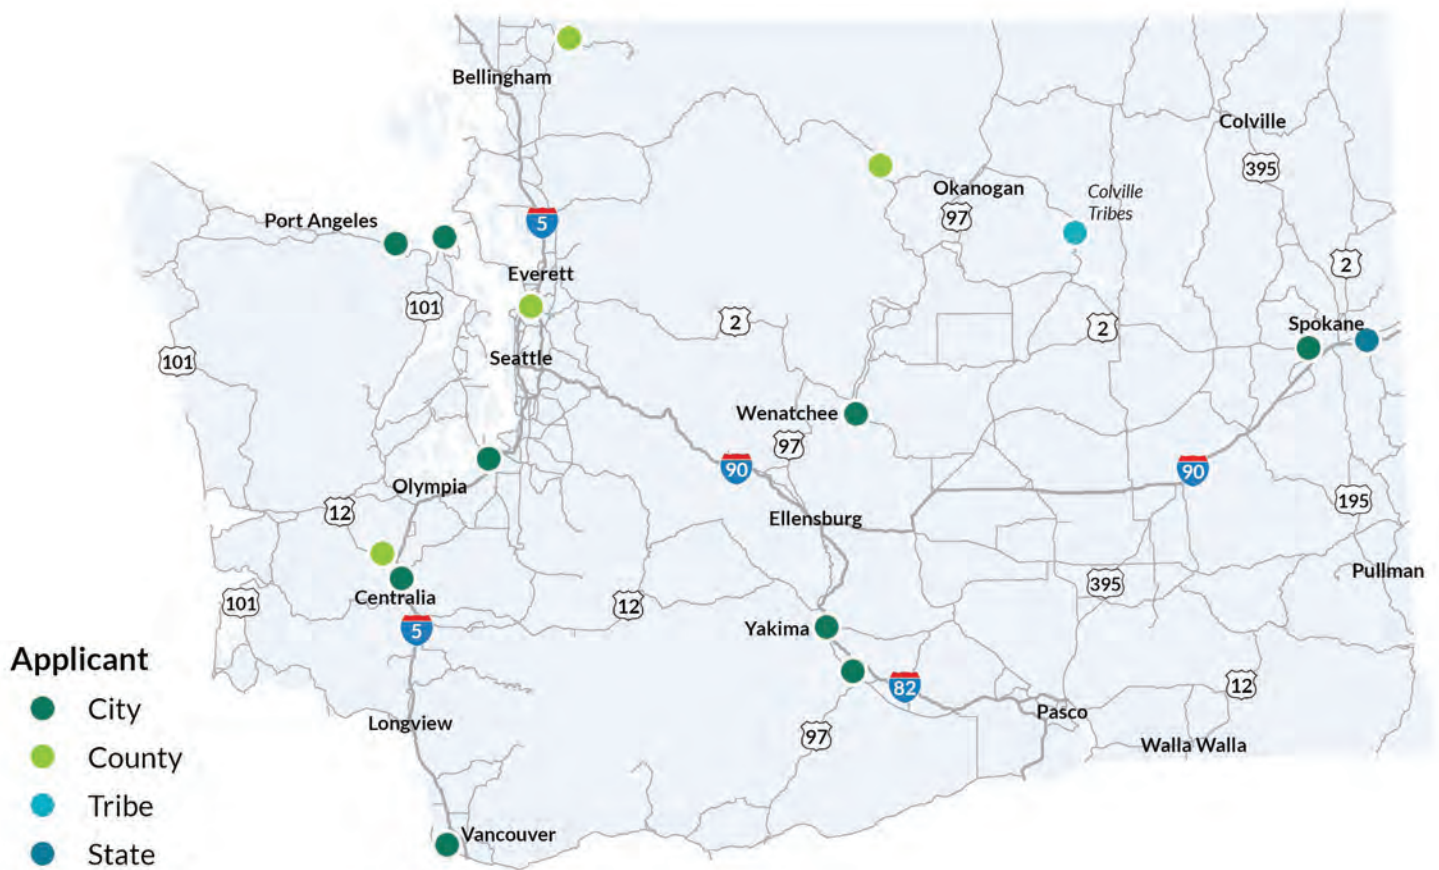 Bellingham
Colville
395
Okanogan
Colville
Tribes
97
Port Angeles
5
Everett
2
101
2
2
Spokane
Seattle
101
Wenatchee
97
90
90
Olympia
12
195
Ellensburg
Pullman
395
Centralia
101
12
5
Yakima
Applicant
82
12
City
Pasco
Longview
97
Walla Walla
County
Tribe
Vancouver
State